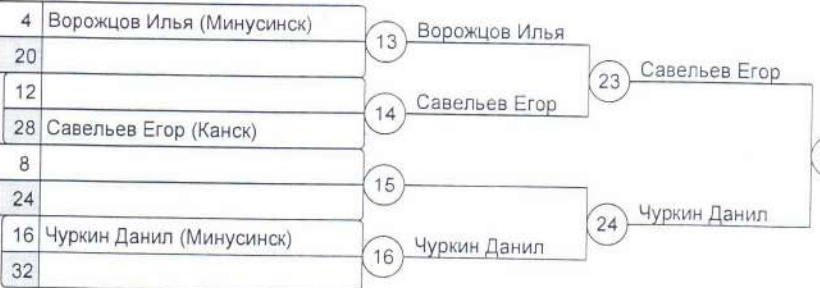 4 Ворожцов Илья (Минусинск)
20
12
28 Савельев Егор (Канск)
8
24
16 Чуркин Данил (Минусинск)
32
13 Ворожцов Илья
14 Савельев Егор
15
16 Чуркин Данил
23 Савельев Егор
24 Чуркин Данил